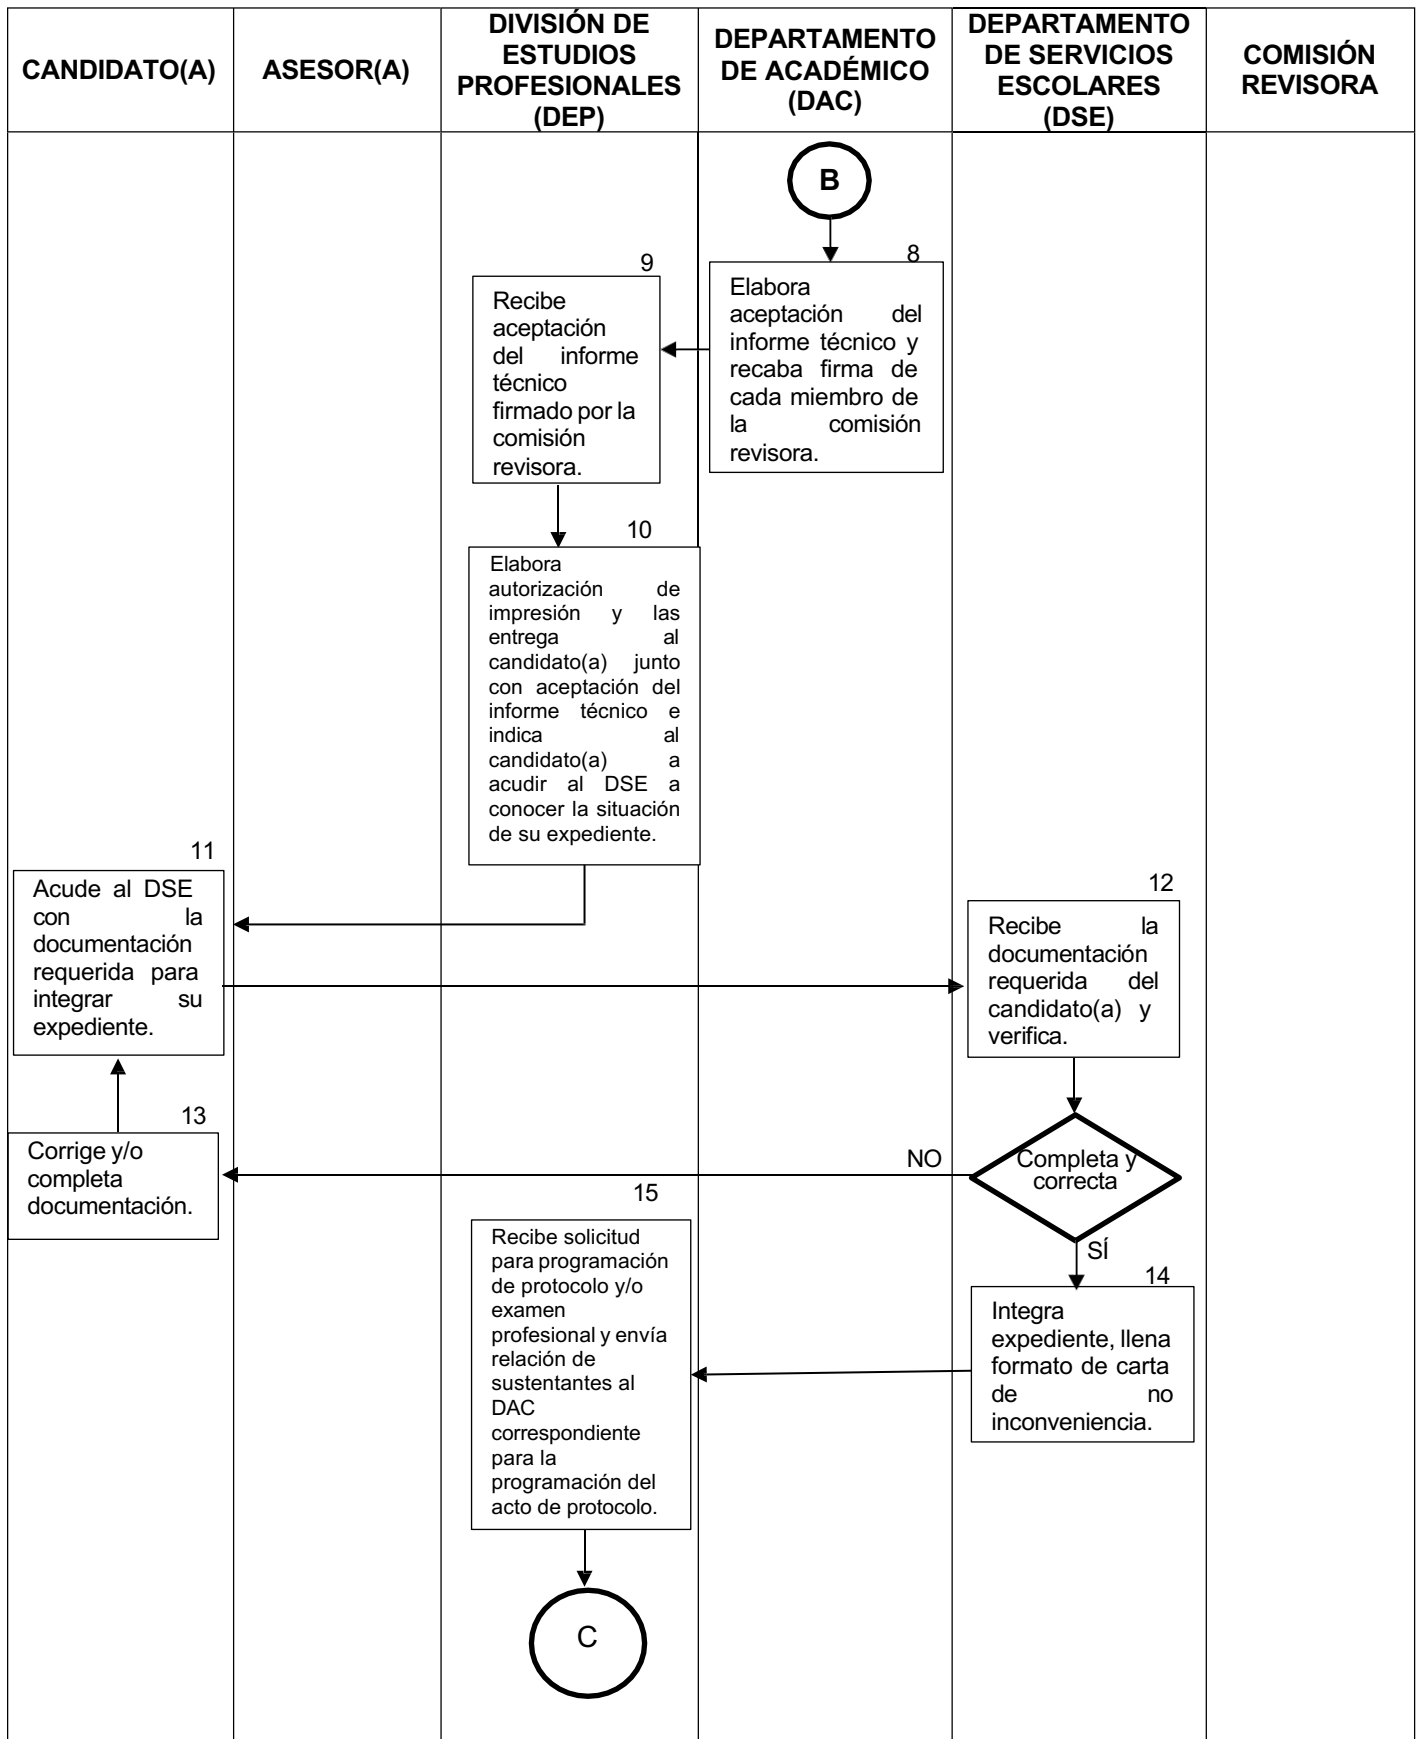 CANDIDATO(A)
ASESOR(A)
DIVISIÓN DE
ESTUDIOS
PROFESIONALES
(DEP)
DEPARTAMENTO
DE ACADÉMICO
(DAC)
DEPARTAMENTO
DE SERVICIOS
ESCOLARES
(DSE)
COMISIÓN
REVISORA
B
8
Elabora
aceptación del
informe técnico y
recaba firma de
cada miembro de
la comisión
revisora.
9
Recibe
aceptación
del informe
técnico
firmado por la
comisión
revisora.
10
Elabora
autorización de
impresión y las
entrega al
candidato(a) junto
con aceptación del
informe técnico e
indica al
candidato(a) a
acudir al DSE a
conocer la situación
de su expediente.
11
Acude al DSE
con la
documentación
requerida para
integrar su
expediente.
12
Recibe la
documentación
requerida del
candidato(a) y
verifica.
Completa y
correcta
NO
13
Corrige y/o
completa
documentación.
SÍ
14
Integra
expediente, llena
formato de carta
de no
inconveniencia.
15
Recibe solicitud
para programación
de protocolo y/o
examen
profesional y envía
relación de
sustentantes al
DAC
correspondiente
para la
programación del
acto de protocolo.
C